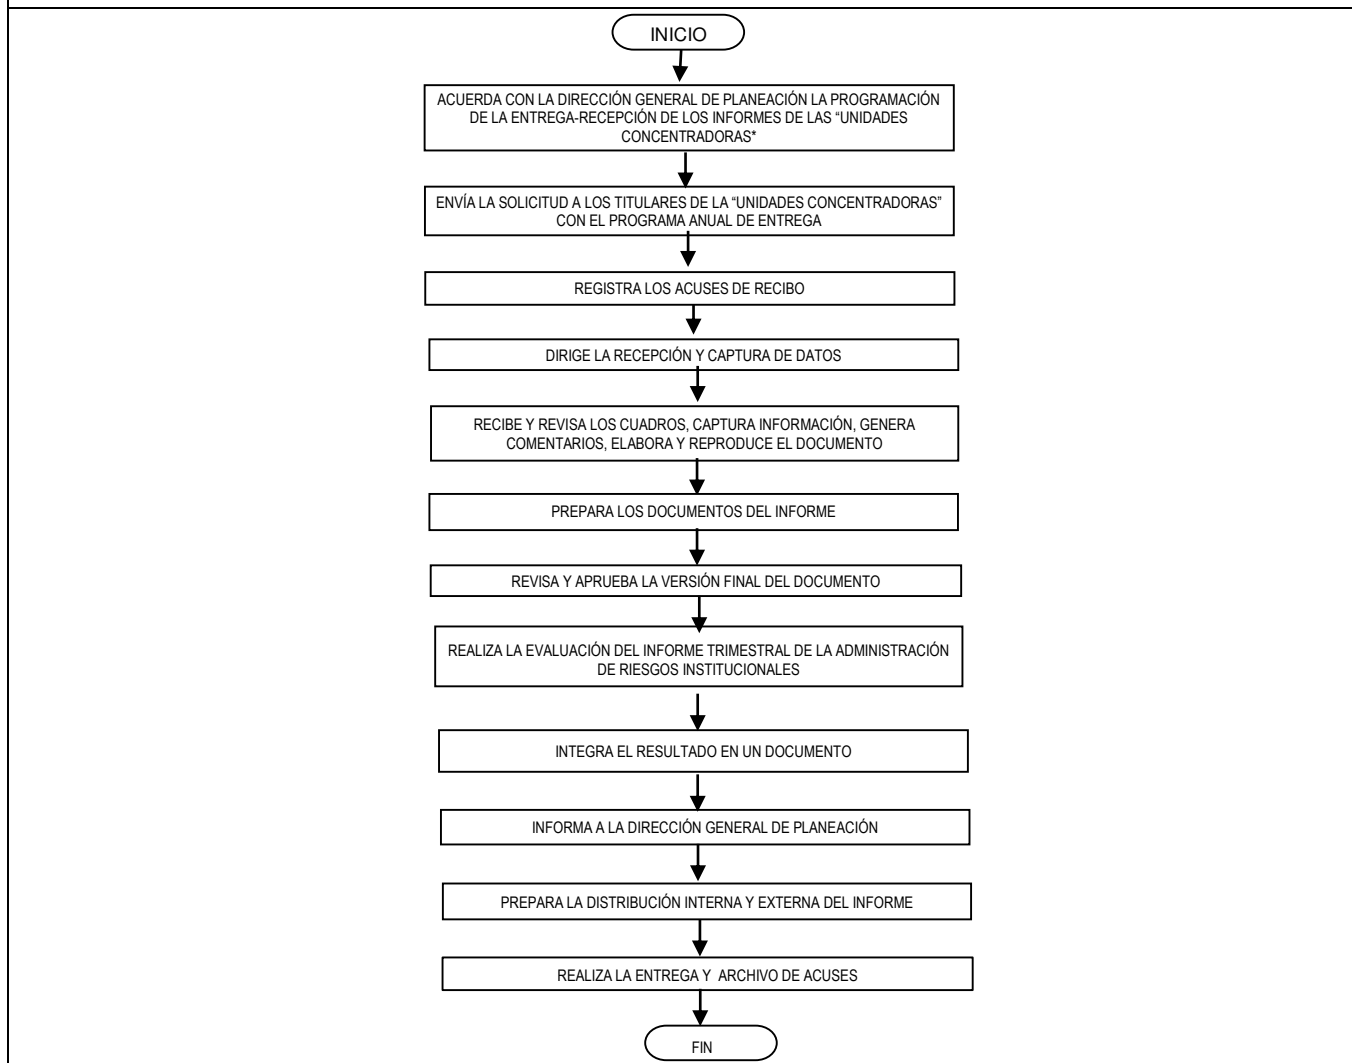 INICIO
ACUERDA CON LA DIRECCIÓN GENERAL DE PLANEACIÓN LA PROGRAMACIÓN
DE LA ENTREGA-RECEPCIÓN DE LOS INFORMES DE LAS “UNIDADES
CONCENTRADORAS*
ENVÍA LA SOLICITUD A LOS TITULARES DE LA “UNIDADES CONCENTRADORAS”
CON EL PROGRAMA ANUAL DE ENTREGA
REGISTRA LOS ACUSES DE RECIBO
DIRIGE LA RECEPCIÓN Y CAPTURA DE DATOS
RECIBE Y REVISA LOS CUADROS, CAPTURA INFORMACIÓN, GENERA
COMENTARIOS, ELABORA Y REPRODUCE EL DOCUMENTO
PREPARA LOS DOCUMENTOS DEL INFORME
REVISA Y APRUEBA LA VERSIÓN FINAL DEL DOCUMENTO
REALIZA LA EVALUACIÓN DEL INFORME TRIMESTRAL DE LA ADMINISTRACIÓN
DE RIESGOS INSTITUCIONALES
INTEGRA EL RESULTADO EN UN DOCUMENTO
INFORMA A LA DIRECCIÓN GENERAL DE PLANEACIÓN
PREPARA LA DISTRIBUCIÓN INTERNA Y EXTERNA DEL INFORME
REALIZA LA ENTREGA Y ARCHIVO DE ACUSES
FIN